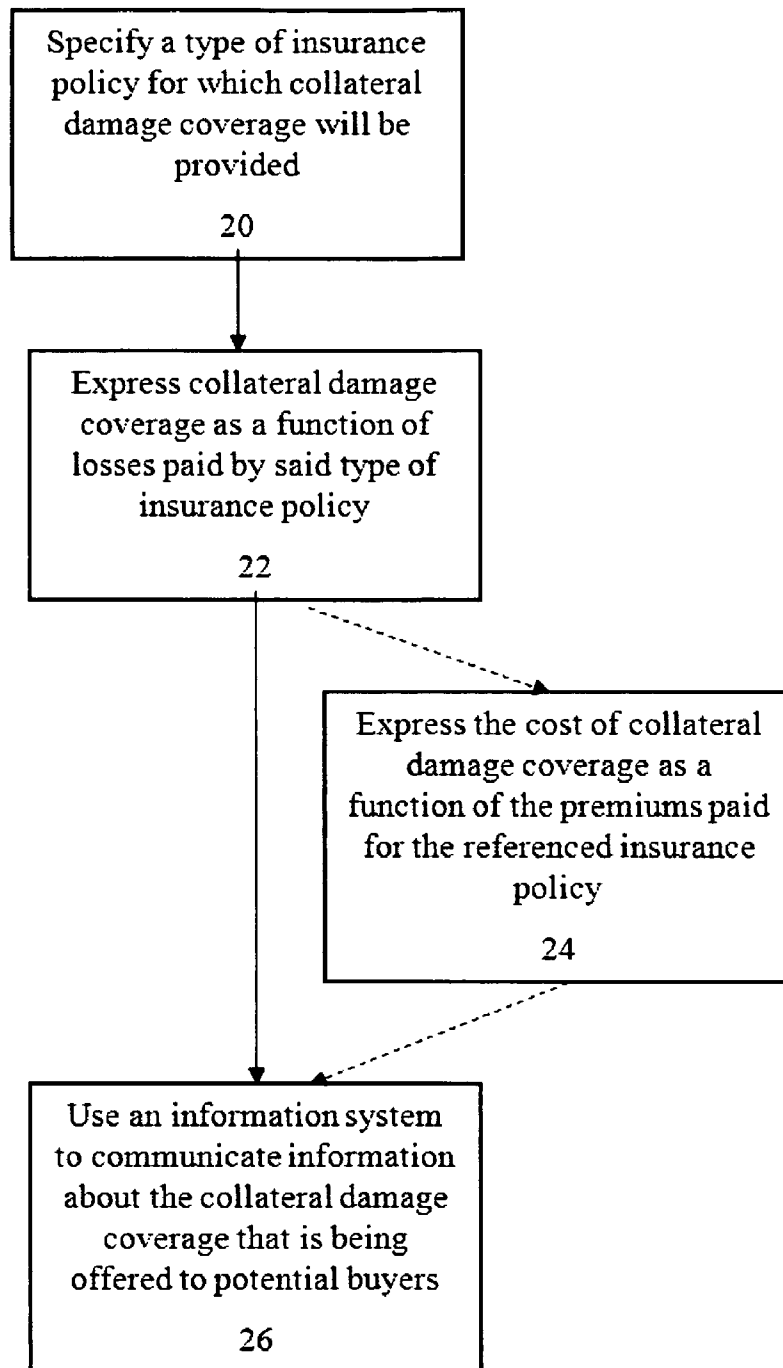 Specify a type of insurance
policy for which collateral
damage coverage will be
provided
20
Express collateral damage
coverage as a function of
losses paid by said type of
insurance policy
22
Express the cost of collateral
damage coverage as a
function of the premiums paid
for the referenced insurance
policy
24
Use an information system
to communicate information
about the collateral damage
coverage that is being
offered to potential buyers
26